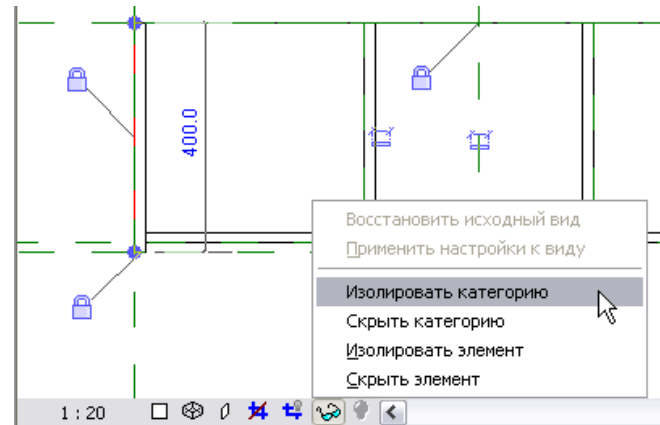 400.0
Восстановить исходный вид
Применить настройки к виду
Изолировать категорию
Скрыть категорию
Изолировать элемент
Скрыть элемент
1:20